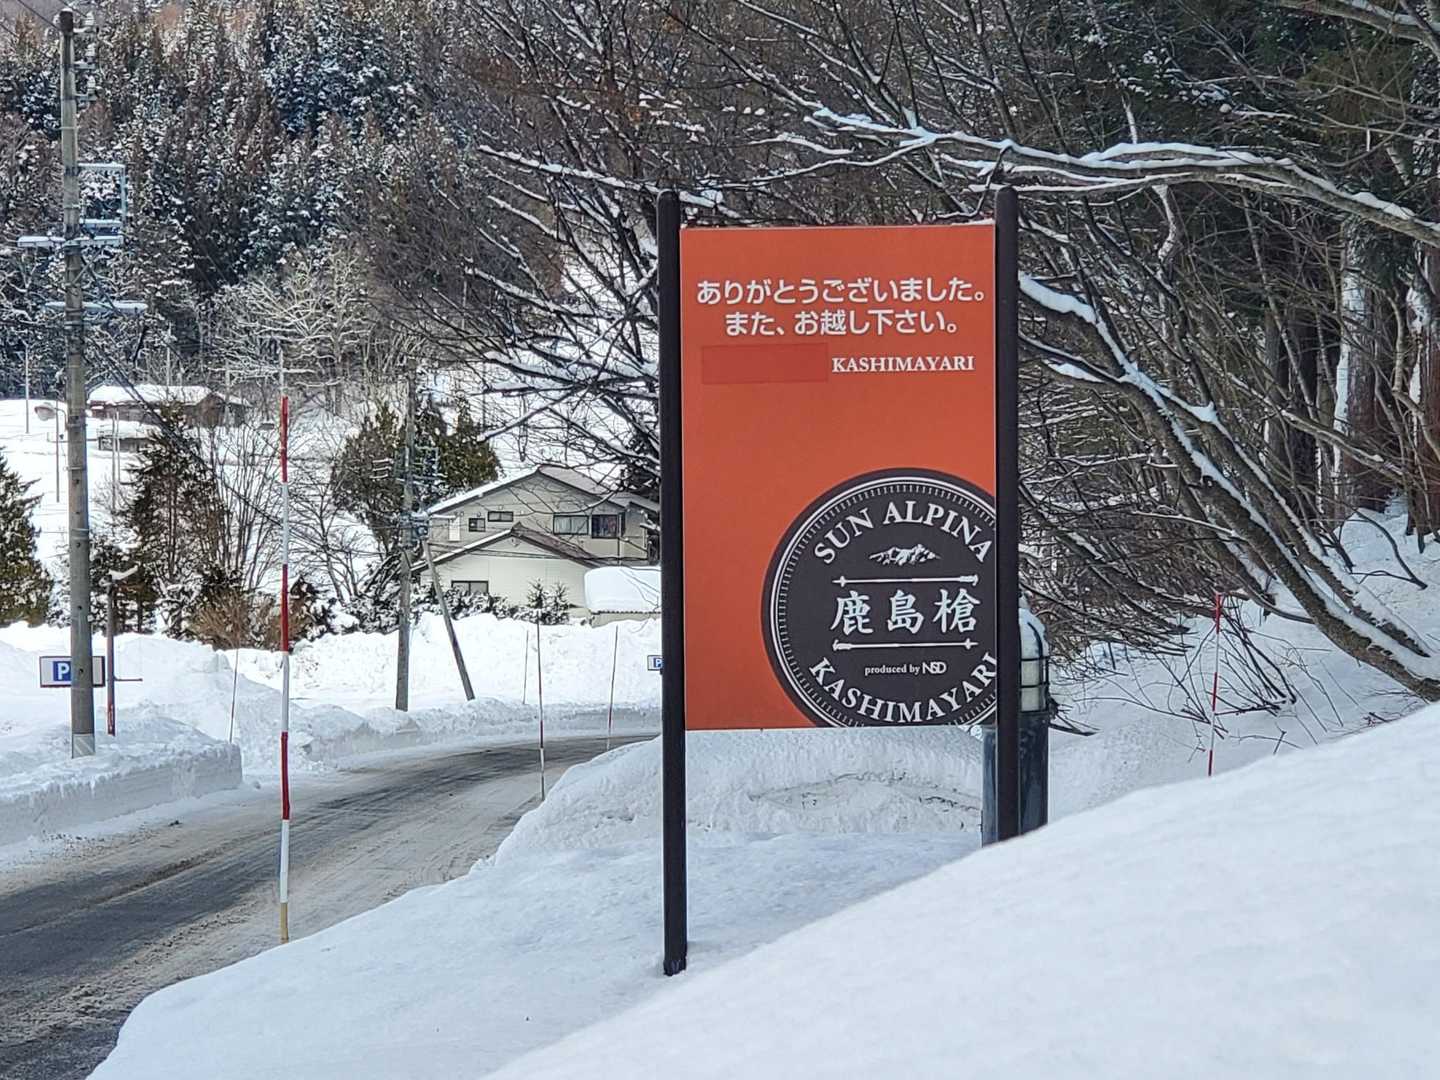 ありがとうございました。
また、お越し下さい。
KASHIMAYARI
SUN ALPINA
鹿島槍
produced by NSD
KASHIMAYARI
P
P